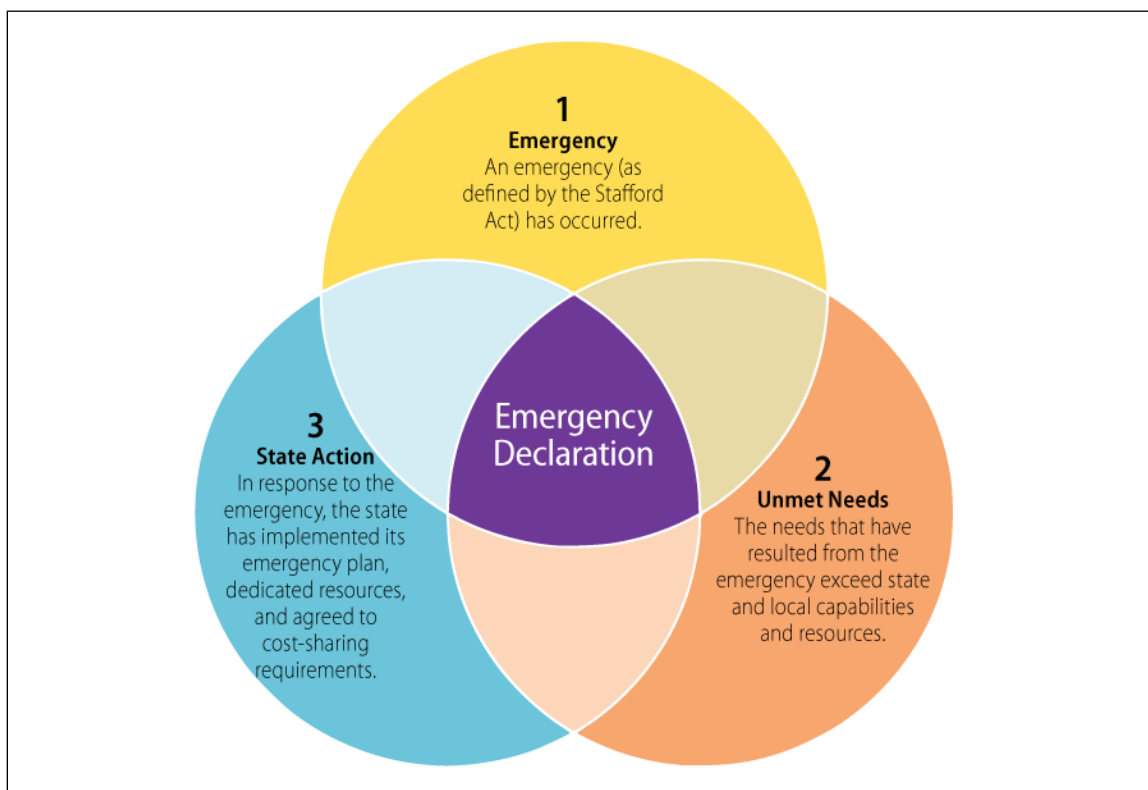 1
Emergency
An emergency (as
defined by the Stafford
Act) has occurred.
Emergency
Declaration
2
Unmet Needs
The needs that have
resulted from the
emergency exceed state
and local capabilities
and resources.
3
State Action
In response to the
emergency, the state
has implemented its
emergency plan,
dedicated resources,
and agreed to
cost-sharing
requirements.